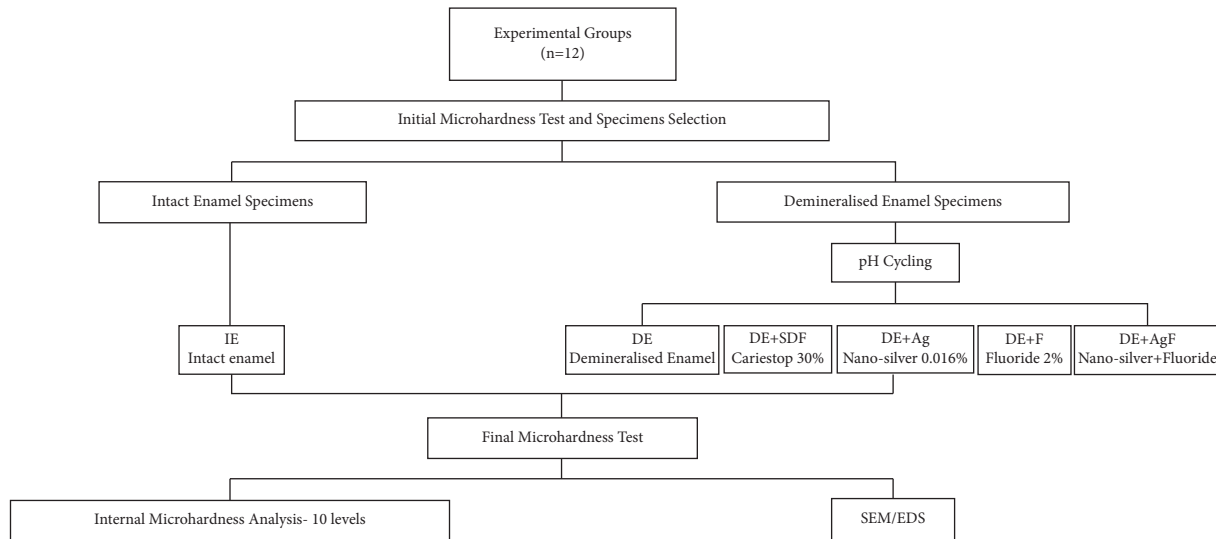 Experimental Groups
(n=12)
Initial Microhardness Test and Specimens Selection
Intact Enamel Specimens
Demineralised Enamel Specimens
pH Cycling
IE
Intact enamel
DE
Demineralised Enamel
DE+SDF
Cariestop 30%
DE+Ag
Nano-silver 0.016%
DE+F
Fluoride 2%
DE+AgF
Nano-silver+Fluoride
Final Microhardness Test
Internal Microhardness Analysis- 10 levels
SEM/EDS